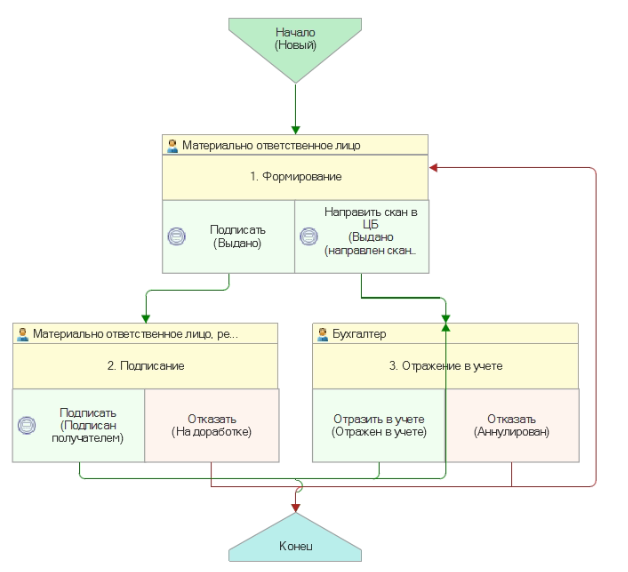 Начало
(Новый)
Материально ответственное лицо
1. Формирование
Подписать
(Выдано)
Направить скан в
ЦБ
(Выдано
(направлен скан..
Материально ответственное лицо, ре...
2. Подписание
Подписать
(Подписан
получателем)
Отказать
(На доработке)
Бухгалтер
3. Отражение в учете
Отразить в учете
(Отражен в учете)
Отказать
(Аннулирован)
Конец